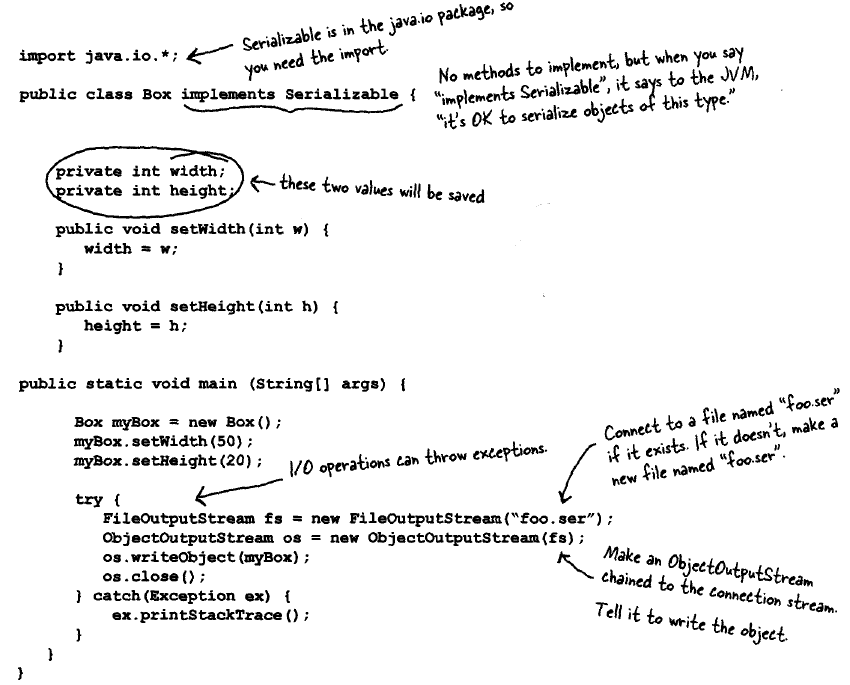 import java.io.*;
Serializable is in the java.io package, so
you need the import.
public class Box implements Serializable {
No methods to implement, but when you say
"implements Serializable", it says to the JVM,
"it's OK to serialize objects of this type."
private int width;
private int height;
these two values will be saved
public void setWidth(int w) {
width = w;
}
public void setHeight(int h) {
height = h;
}
public static void main (String[] args) {
Box myBox = new Box();
myBox.setWidth(50);
myBox.setHeight(20);
I/O operations can throw exceptions.
Connect to a file named "foo.ser"
if it exists. If it doesn't, make a
new file named "foo.ser".
try {
FileOutputStream fs = new FileOutputStream("foo.ser");
ObjectOutputStream os = new ObjectOutputStream(fs);
os.writeObject(myBox);
os.close();
Make an ObjectOutputStream
chained to the connection stream.
Tell it to write the object.
} catch(Exception ex) {
ex.printStackTrace();
}
}
}